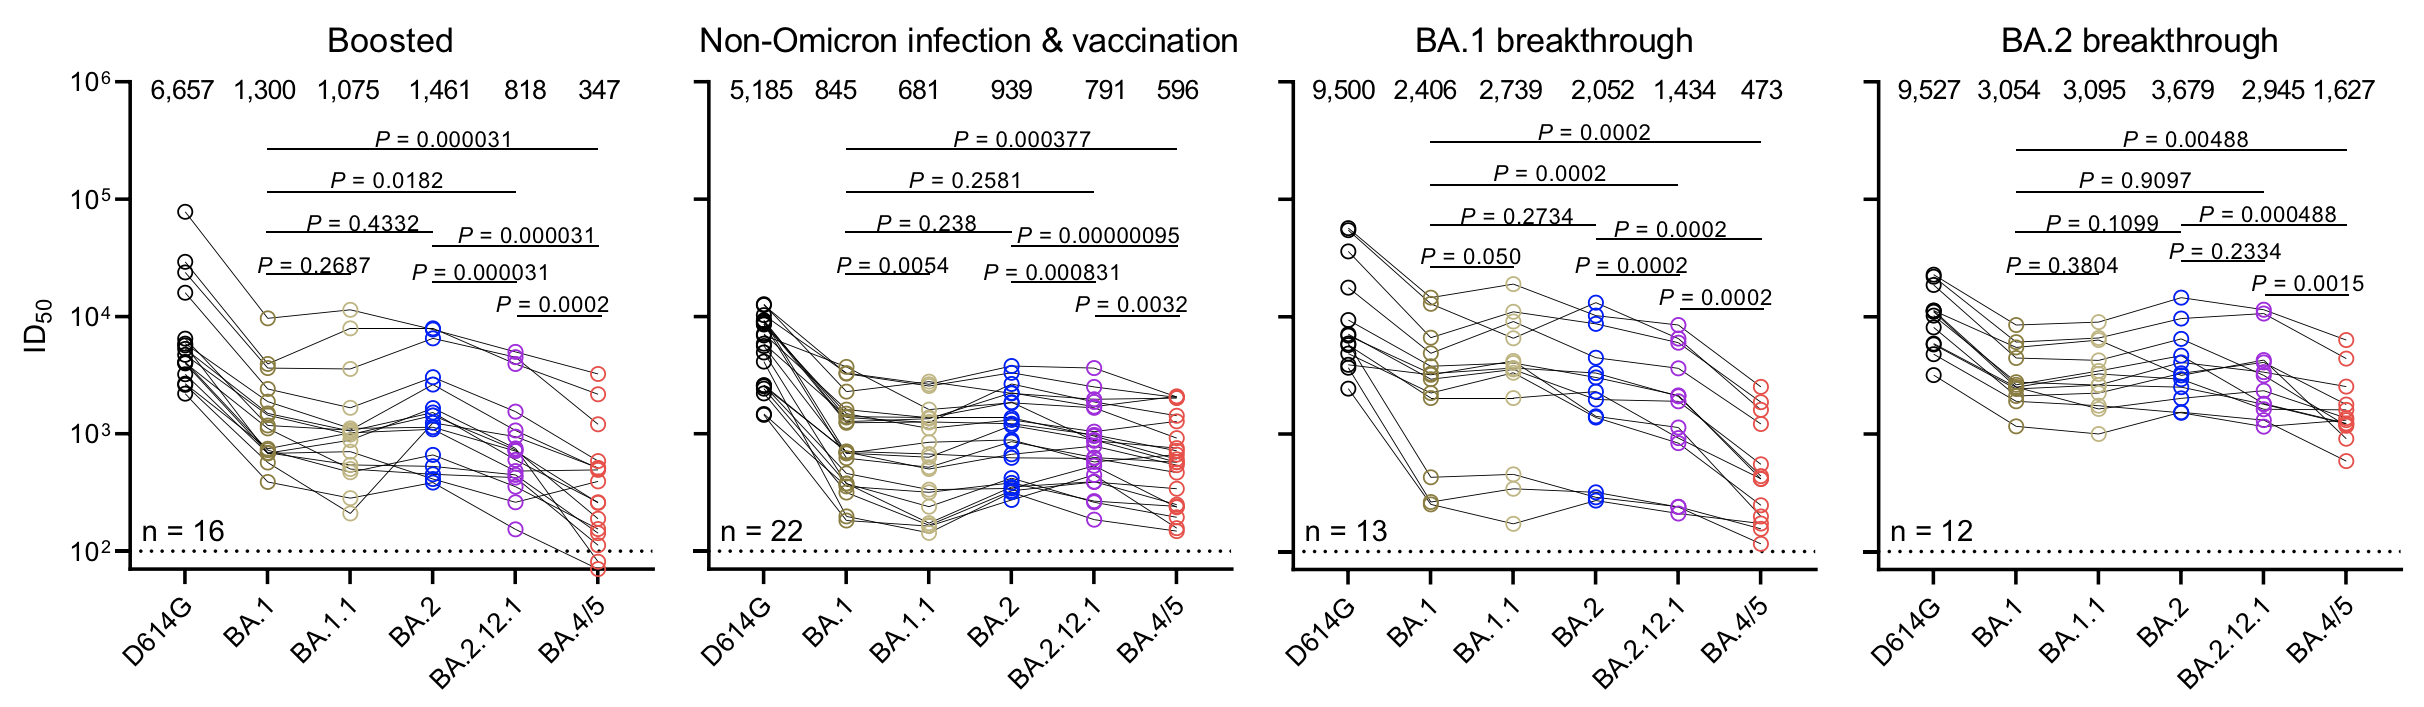 Boosted
Non-Omicron infection & vaccination
BA.1 breakthrough
BA.2 breakthrough
ID50
10^6
10^5
10^4
10^3
10^2
6,657 1,300 1,075 1,461 818 347
P = 0.000031
P = 0.0182
P = 0.4332
P = 0.000031
P = 0.2687
P = 0.000031
P = 0.0002
n = 16
D614G BA.1 BA.1.1 BA.2 BA.2.12.1 BA.4/5
5,185 845 681 939 791 596
P = 0.000377
P = 0.2581
P = 0.238
P = 0.00000095
P = 0.0054
P = 0.000831
P = 0.0032
n = 22
D614G BA.1 BA.1.1 BA.2 BA.2.12.1 BA.4/5
9,500 2,406 2,739 2,052 1,434 473
P = 0.0002
P = 0.0002
P = 0.2734
P = 0.0002
P = 0.050
P = 0.0002
P = 0.0002
n = 13
D614G BA.1 BA.1.1 BA.2 BA.2.12.1 BA.4/5
9,527 3,054 3,095 3,679 2,945 1,627
P = 0.00488
P = 0.9097
P = 0.1099
P = 0.000488
P = 0.3804
P = 0.2334
P = 0.0015
n = 12
D614G BA.1 BA.1.1 BA.2 BA.2.12.1 BA.4/5